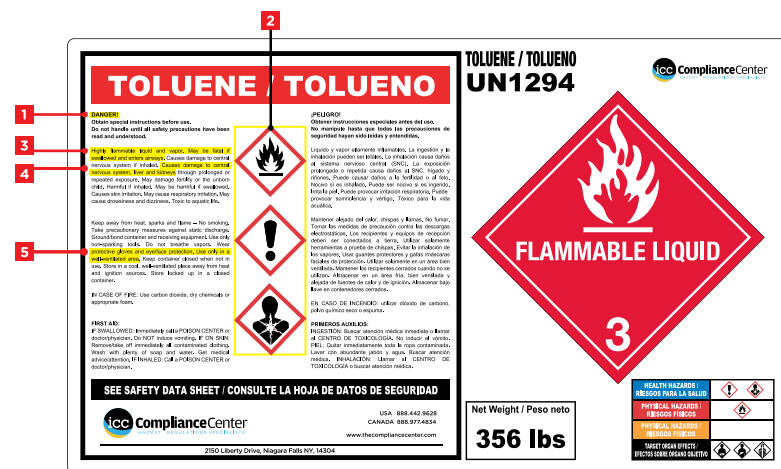 2
TOLUENE / TOLUENO
1
DANGER!
Obtain special instructions before use.
Do not handle until all safety precautions have been
read and understood.
3
Highly flammable liquid and vapor. May be fatal if
swallowed and enters airways. Causes damage to central
4
nervous system if inhaled. Causes damage to central
nervous system, liver and kidneys through prolonged or
repeated exposure. May damage fertility or the unborn
child. Harmful if inhaled. May be harmful if swallowed.
Causes skin irritation. May cause respiratory irritation. May
cause drowsiness and dizziness. Toxic to aquatic life.
Keep away from heat, sparks and flame – No smoking.
Take precautionary measures against static discharge.
Ground/bond container and receiving equipment. Use only
non-sparking tools. Do not breathe vapors. Wear
5
protective gloves and eye/face protection. Use only in a
well-ventilated area. Keep container closed when not in
use. Store in a cool, well-ventilated place away from heat
and ignition sources. Store locked up in a closed
container.
IN CASE OF FIRE: Use carbon dioxide, dry chemicals or
appropriate foam.
FIRST AID:
IF SWALLOWED: Immediately call a POISON CENTER or
doctor/physician. Do NOT induce vomiting. IF ON SKIN:
Remove/take off immediately all contaminated clothing.
Wash with plenty of soap and water. Get medical
advice/attention. IF INHALED: Call a POISON CENTER or
doctor/physician.
¡PELIGRO!
Obtener instrucciones especiales antes del uso.
No manipule hasta que todas las precauciones de
seguridad hayan sido leidas y entendidas.
Líquido y vapor altamente inflamables. La ingestión y la
inhalación pueden ser letales. La inhalación causa daños
al sistema nervioso central (SNC). La exposición
prolongada o repetida causa daños al SNC, hígado y
riñones. Puede causar daños a la fertilidad o al feto.
Nocivo si es inhalado. Puede ser nocivo si es ingerido.
Irrita la piel. Puede provocar irritación respiratoria. Puede
provocar somnolencia y vértigo. Tóxico para la vida
acuática.
Mantener alejado del calor, chispas y llamas. No fumar.
Tomar las medidas de precaución contra las descargas
electrostáticas. Los recipientes y equipos de recepción
deben ser conectados a tierra. Utilizar solamente
herramientas a prueba de chispas. Evitar la inhalación de
los vapores. Usar guantes protectores y gafas/máscaras
faciales de protección. Utilizar solamente en un área bien
ventilada. Mantener los recipientes cerrados cuando no se
utilizan. Almacenar en un área fría, bien ventilada y
alejada de fuentes de calor y de ignición. Almacenar bajo
llave en contenedores cerrados.
EN CASO DE INCENDIO: utilizar dióxido de carbono,
polvo químico seco o espuma.
PRIMEROS AUXILIOS:
INGESTIÓN: Buscar atención médica inmediata o llamar
al CENTRO DE TOXICOLOGÍA. No inducir el vómito.
PIEL: Quitar inmediatamente toda la ropa contaminada.
Lavar con abundante jabón y agua. Buscar atención
médica. INHALACIÓN: Llamar al CENTRO DE
TOXICOLOGÍA o buscar atención médica.
SEE SAFETY DATA SHEET / CONSULTE LA HOJA DE DATOS DE SEGURIDAD
icc ComplianceCenter
HAZMAT REGULATIONS SPECIALISTS
USA 888.442.9628
CANADA 888.977.4834
www.thecompliancecenter.com
2150 Liberty Drive, Niagara Falls NY, 14304
TOLUENE / TOLUENO
UN1294
icc ComplianceCenter
FLAMMABLE LIQUID
3
Net Weight / Peso neto
356 lbs
HEALTH HAZARDS /
RIESGOS PARA LA SALUD
PHYSICAL HAZARDS /
RIESGOS FÍSICOS
PHYSICAL HAZARDS /
RIESGOS FÍSICOS
TARGET ORGAN EFFECTS /
EFECTOS SOBRE ÓRGANO OBJETIVO